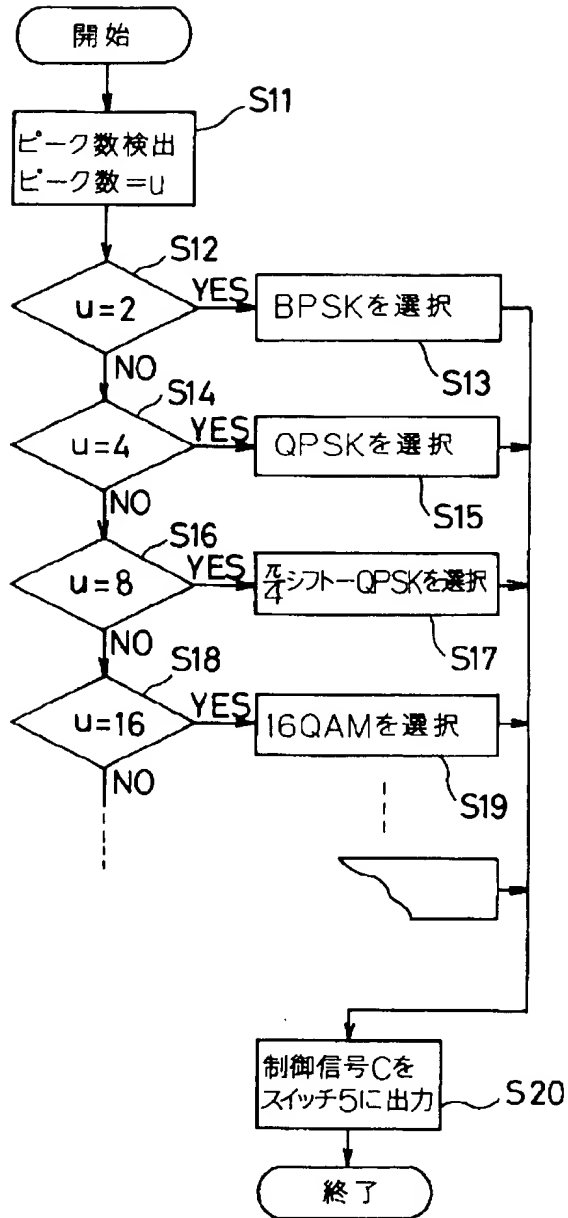 開始
S11
ピーク数検出
ピーク数=u
S12
u=2
YES
BPSKを選択
S13
NO
S14
u=4
YES
QPSKを選択
S15
NO
S16
u=8
YES
π/4シフトーQPSKを選択
S17
NO
S18
u=16
YES
16QAMを選択
S19
NO
制御信号Cを
スイッチ5に出力
S20
終了